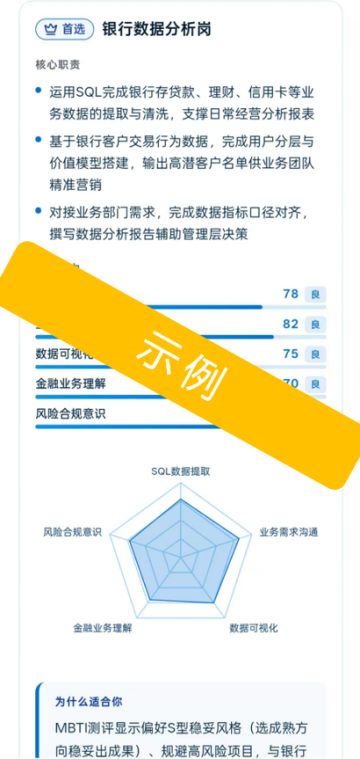 首选 银行数据分析岗
核心职责
运用SQL完成银行存贷款、理财、信用卡等业
务数据的提取与清洗，支撑日常经营分析报表
基于银行客户交易行为数据，完成用户分层与
价值模型搭建，输出高潜客户名单供业务团队
精准营销
对接业务部门需求，完成数据指标口径对齐，
撰写数据分析报告辅助管理层决策
78 良
82 良
数据可视化 75 良
示例
金融业务理解 70 良
风险合规意识
SQL数据提取
风险合规意识 业务需求沟通
金融业务理解 数据可视化
为什么适合你
MBTI测评显示偏好S型稳妥风格（选成熟方
向稳妥出成果）、规避高风险项目，与银行